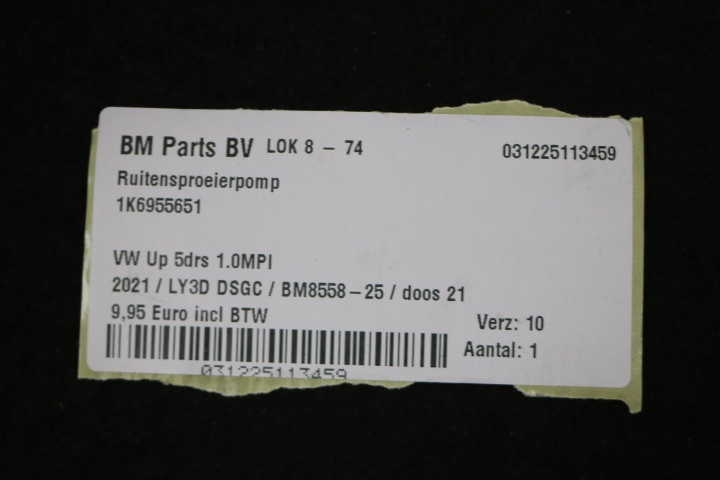 BM Parts BV LOK 8 - 74 031225113459
Ruitensproeierpomp
1K6955651
VW Up 5drs 1.0MPI
2021 / LY3D DSGC / BM8558-25 / doos 21
9,95 Euro incl BTW Verz: 10
Aantal: 1
031225113459